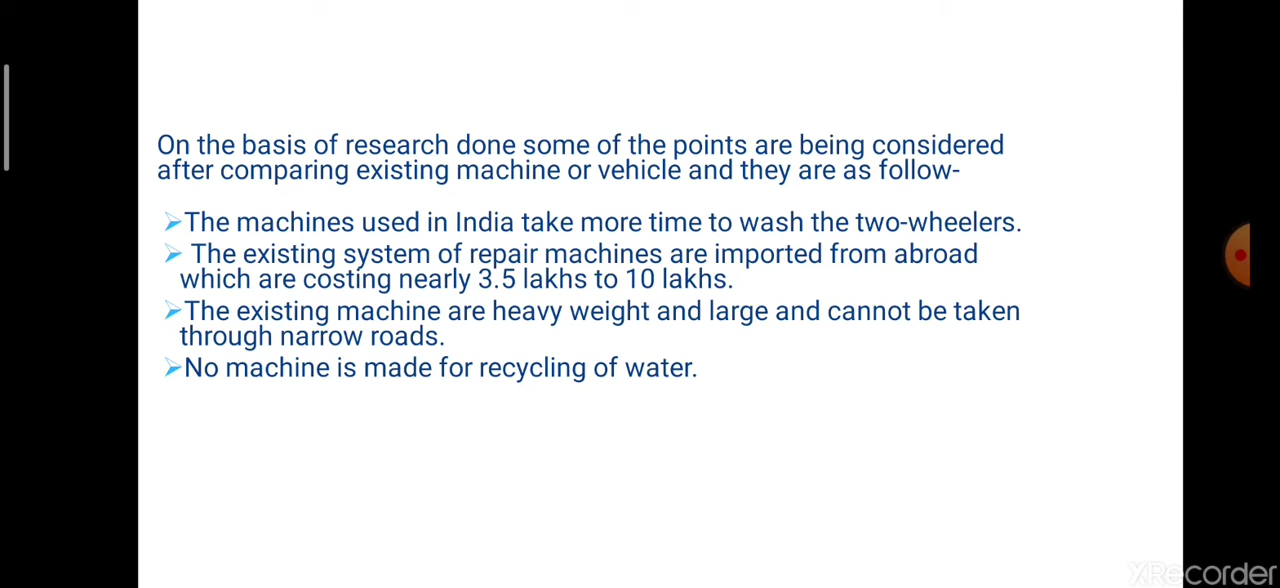 On the basis of research done some of the points are being considered
after comparing existing machine or vehicle and they are as follow-
➢The machines used in India take more time to wash the two-wheelers.
➢ The existing system of repair machines are imported from abroad
which are costing nearly 3.5 lakhs to 10 lakhs.
➢The existing machine are heavy weight and large and cannot be taken
through narrow roads.
➢No machine is made for recycling of water.
XRecorder